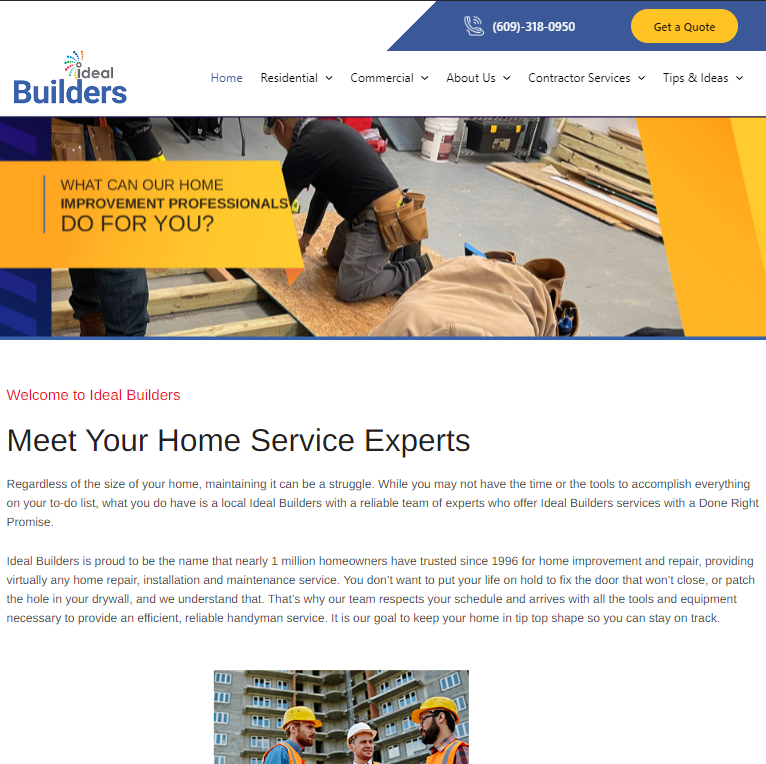 (609)-318-0950
Get a Quote
ideal
Builders
Home Residential Commercial About Us Contractor Services Tips & Ideas
WHAT CAN OUR HOME
IMPROVEMENT PROFESSIONALS
DO FOR YOU?
Welcome to Ideal Builders
Meet Your Home Service Experts
Regardless of the size of your home, maintaining it can be a struggle. While you may not have the time or the tools to accomplish everything
on your to-do list, what you do have is a local Ideal Builders with a reliable team of experts who offer Ideal Builders services with a Done Right
Promise.
Ideal Builders is proud to be the name that nearly 1 million homeowners have trusted since 1996 for home improvement and repair, providing
virtually any home repair, installation and maintenance service. You don’t want to put your life on hold to fix the door that won’t close, or patch
the hole in your drywall, and we understand that. That’s why our team respects your schedule and arrives with all the tools and equipment
necessary to provide an efficient, reliable handyman service. It is our goal to keep your home in tip top shape so you can stay on track.